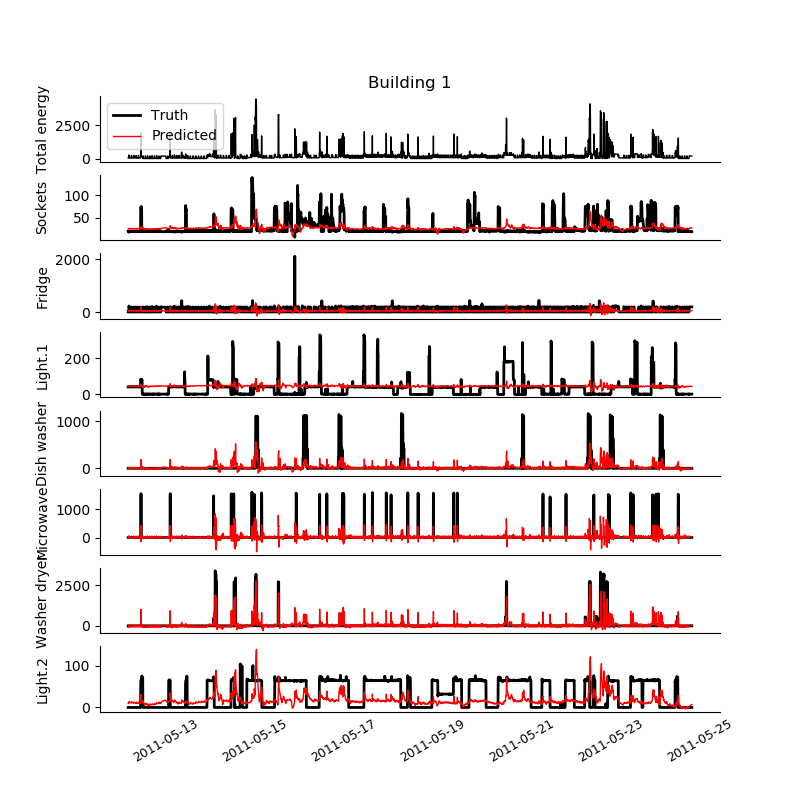 Building 1
Total energy
2500
0
Truth
Predicted
Sockets
100
50
Fridge
2000
0
Light.1
200
0
Dish washer
1000
0
Microwave
1000
0
Washer dryer
2500
0
Light.2
100
0
2011-05-13
2011-05-15
2011-05-17
2011-05-19
2011-05-21
2011-05-23
2011-05-25